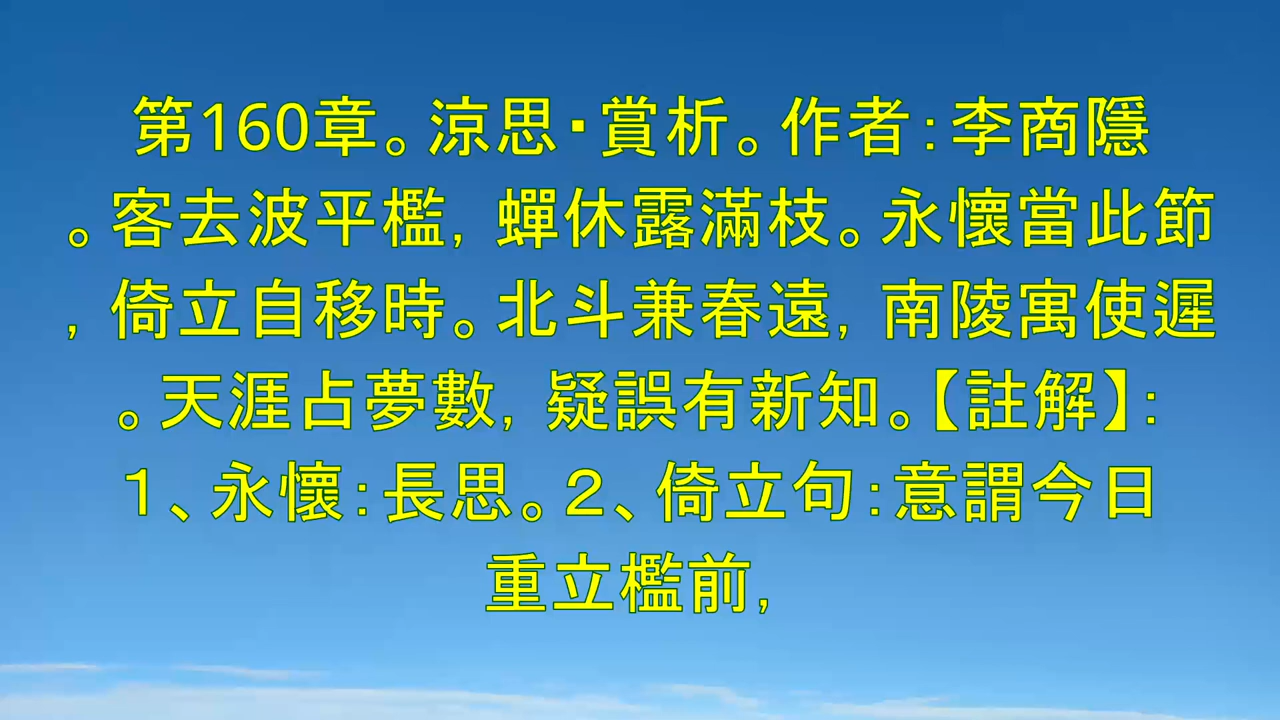 第160章。涼思·賞析。作者：李商隱
。客去波平檻，蟬休露滿枝。永懷當此節
，倚立自移時。北斗兼春遠，南陵寓使遲
。天涯占夢數，疑誤有新知。【註解】：
１、永懷：長思。２、倚立句：意謂今日
重立檻前，